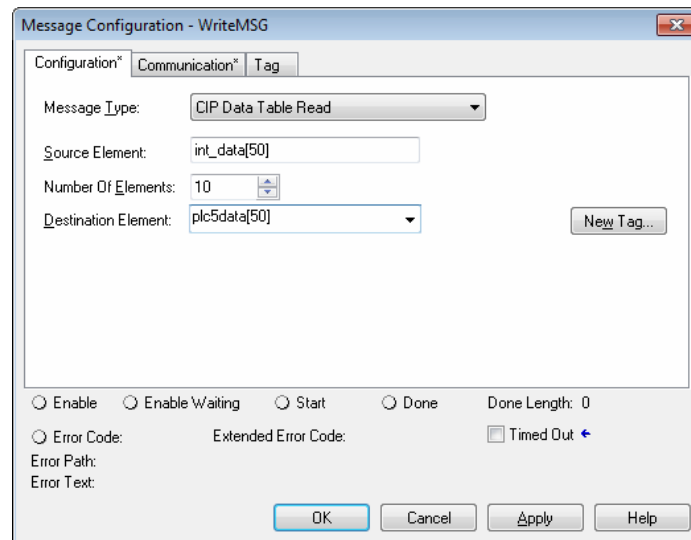 Message Configuration - WriteMSG
Configuration* Communication* Tag
Message Type: CIP Data Table Read
Source Element: int_data[50]
Number Of Elements: 10
Destination Element: plc5data[50] New Tag...
Enable Enable Waiting Start Done Done Length: 0
Error Code: Extended Error Code: Timed Out ←
Error Path:
Error Text:
OK Cancel Apply Help